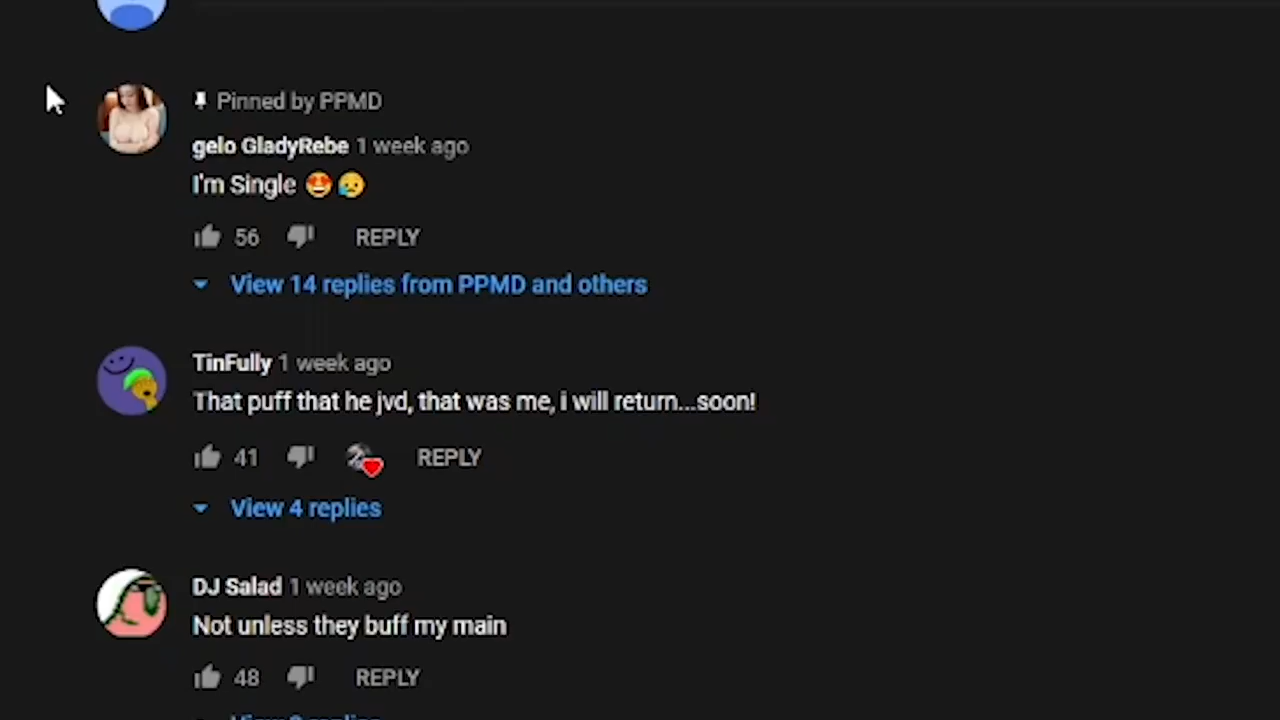 Pinned by PPMD
gelo GladyRebe 1 week ago
I'm Single 🤩 😥
56 REPLY
View 14 replies from PPMD and others
TinFully 1 week ago
That puff that he jvd, that was me, i will return...soon!
41 REPLY
View 4 replies
DJ Salad 1 week ago
Not unless they buff my main
48 REPLY